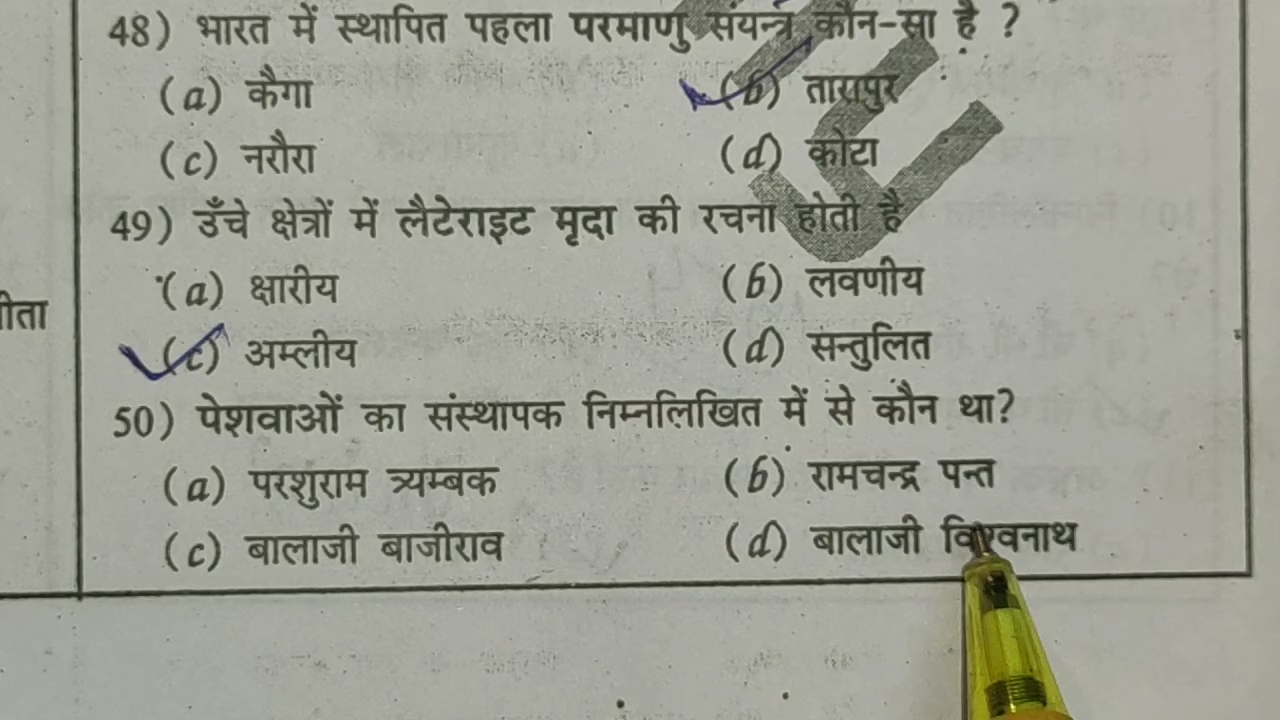 48) भारत में स्थापित पहला परमाणु संयन्त्र कौन-सा है ?
(a) कैगा (b) तारापुर
(c) नरौरा (d) कोटा
49) उँचे क्षेत्रों में लैटेराइट मृदा की रचना होती है
(a) क्षारीय (b) लवणीय
ीता
(c) अम्लीय (d) सन्तुलित
50) पेशवाओं का संस्थापक निम्नलिखित में से कौन था?
(a) परशुराम त्र्यम्बक (b) रामचन्द्र पन्त
(c) बालाजी बाजीराव (d) बालाजी विश्वनाथ